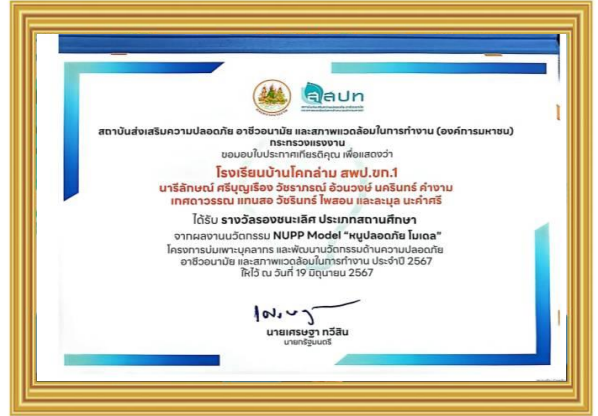 สสปท
สถาบันส่งเสริมความปลอดภัย อาชีวอนามัย และสภาพแวดล้อมในการทำงาน (องค์การมหาชน)
กระทรวงแรงงาน
ขอมอบใบประกาศเกียรติคุณ เพื่อแสดงว่า
โรงเรียนบ้านโคกล่าม สพป.ขก.1
นารีลักษณ์ ศรีบุญเรือง วัชราภรณ์ อ้วนวงษ์ นครินทร์ คำงาม
เกศดาวรรณ แทนสอ วัชรินทร์ ไพสอน และละมุล นะคำศรี
ได้รับ รางวัลรองชนะเลิศ ประเภทสถานศึกษา
จากผลงานนวัตกรรม NUPP Model “หนูปลอดภัย โมเดล”
โครงการบ่มเพาะบุคลากร และพัฒนานวัตกรรมด้านความปลอดภัย
อาชีวอนามัย และสภาพแวดล้อมในการทำงาน ประจำปี 2567
ให้ไว้ ณ วันที่ 19 มิถุนายน 2567
นายเศรษฐา ทวีสิน
นายกรัฐมนตรี